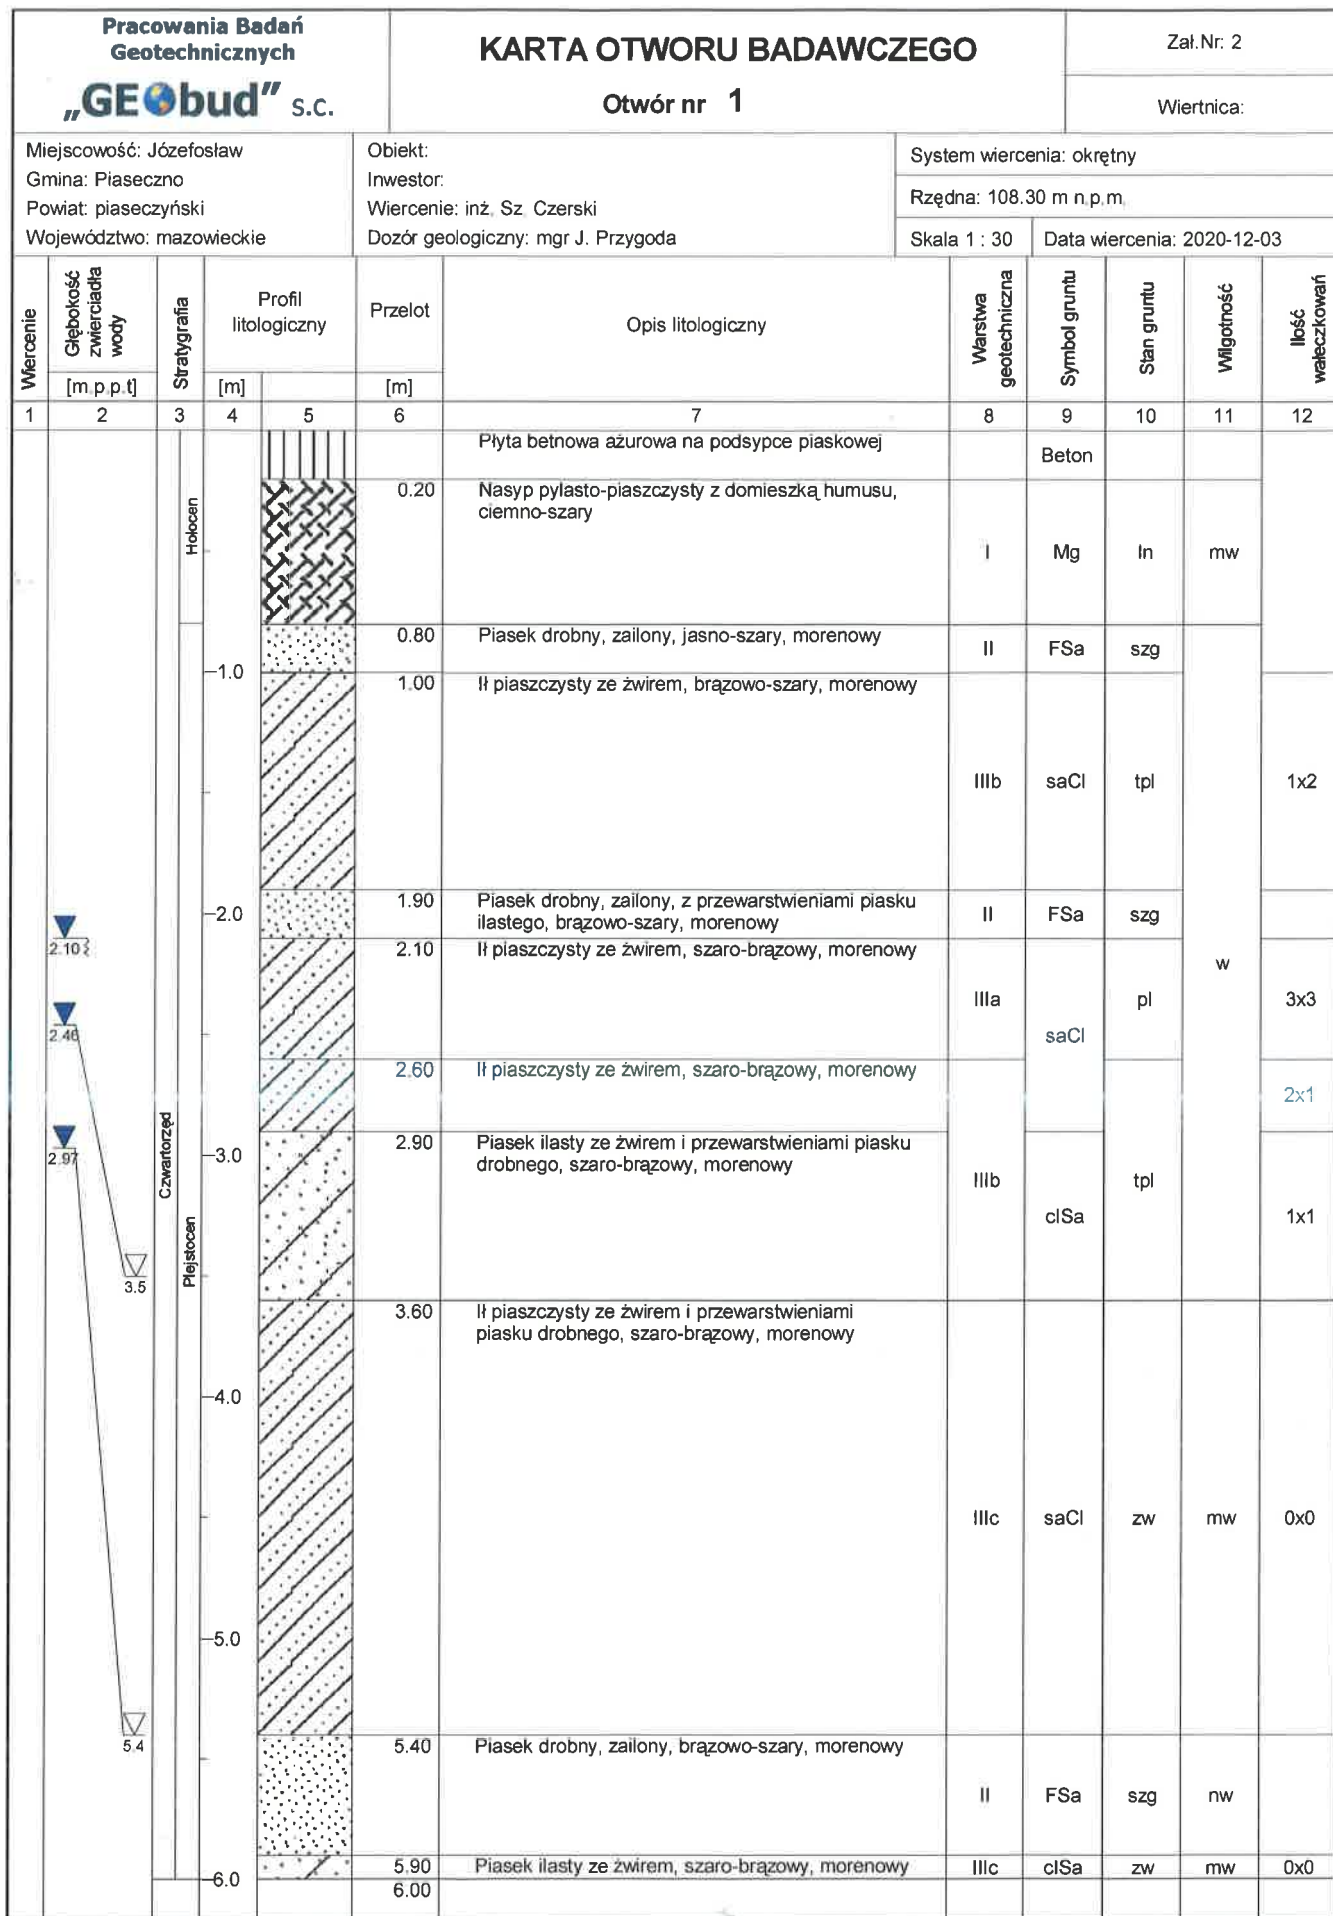 Pracowania Badań
Geotechnicznych
„GEObud” s.c.
KARTA OTWORU BADAWCZEGO
Otwór nr 1
Zał.Nr: 2
Wiertnica:
Miejscowość: Józefosław
Gmina: Piaseczno
Powiat: piaseczyński
Województwo: mazowieckie
Obiekt:
Inwestor:
Wiercenie: inż. Sz. Czerski
Dozór geologiczny: mgr J. Przygoda
System wiercenia: okrętny
Rzędna: 108.30 m n.p.m.
Skala 1 : 30
Data wiercenia: 2020-12-03
Wiercenie
Głębokość zwierciadła wody
[m.p.p.t]
Stratygrafia
Profil litologiczny
[m]
Przelot
[m]
Opis litologiczny
Warstwa geotechniczna
Symbol gruntu
Stan gruntu
Wilgotność
Ilość wałeczkowań
1 2 3 4 5 6 7 8 9 10 11 12
Płyta betnowa ażurowa na podsypce piaskowej
Beton
0.20 Nasyp pylasto-piaszczysty z domieszką humusu,
ciemno-szary
I Mg ln mw
Holocen
0.80 Piasek drobny, zailony, jasno-szary, morenowy
II FSa szg
1.0
1.00 Ił piaszczysty ze żwirem, brązowo-szary, morenowy
IIIb saCl tpl 1x2
1.90 Piasek drobny, zailony, z przewarstwieniami piasku
ilastego, brązowo-szary, morenowy
II FSa szg
2.0
2.10
2.10 Ił piaszczysty ze żwirem, szaro-brązowy, morenowy
w
IIIa saCl pl 3x3
2.46
2.60 Ił piaszczysty ze żwirem, szaro-brązowy, morenowy
2x1
2.90 Piasek ilasty ze żwirem i przewarstwieniami piasku
drobnego, szaro-brązowy, morenowy
2.97
3.0
IIIb clSa tpl 1x1
Czwartorzęd
Plejstocen
3.5
3.60 Ił piaszczysty ze żwirem i przewarstwieniami
piasku drobnego, szaro-brązowy, morenowy
4.0
IIIc saCl zw mw 0x0
5.0
5.4
5.40 Piasek drobny, zailony, brązowo-szary, morenowy
II FSa szg nw
5.90 Piasek ilasty ze żwirem, szaro-brązowy, morenowy
IIIc clSa zw mw 0x0
6.0
6.00